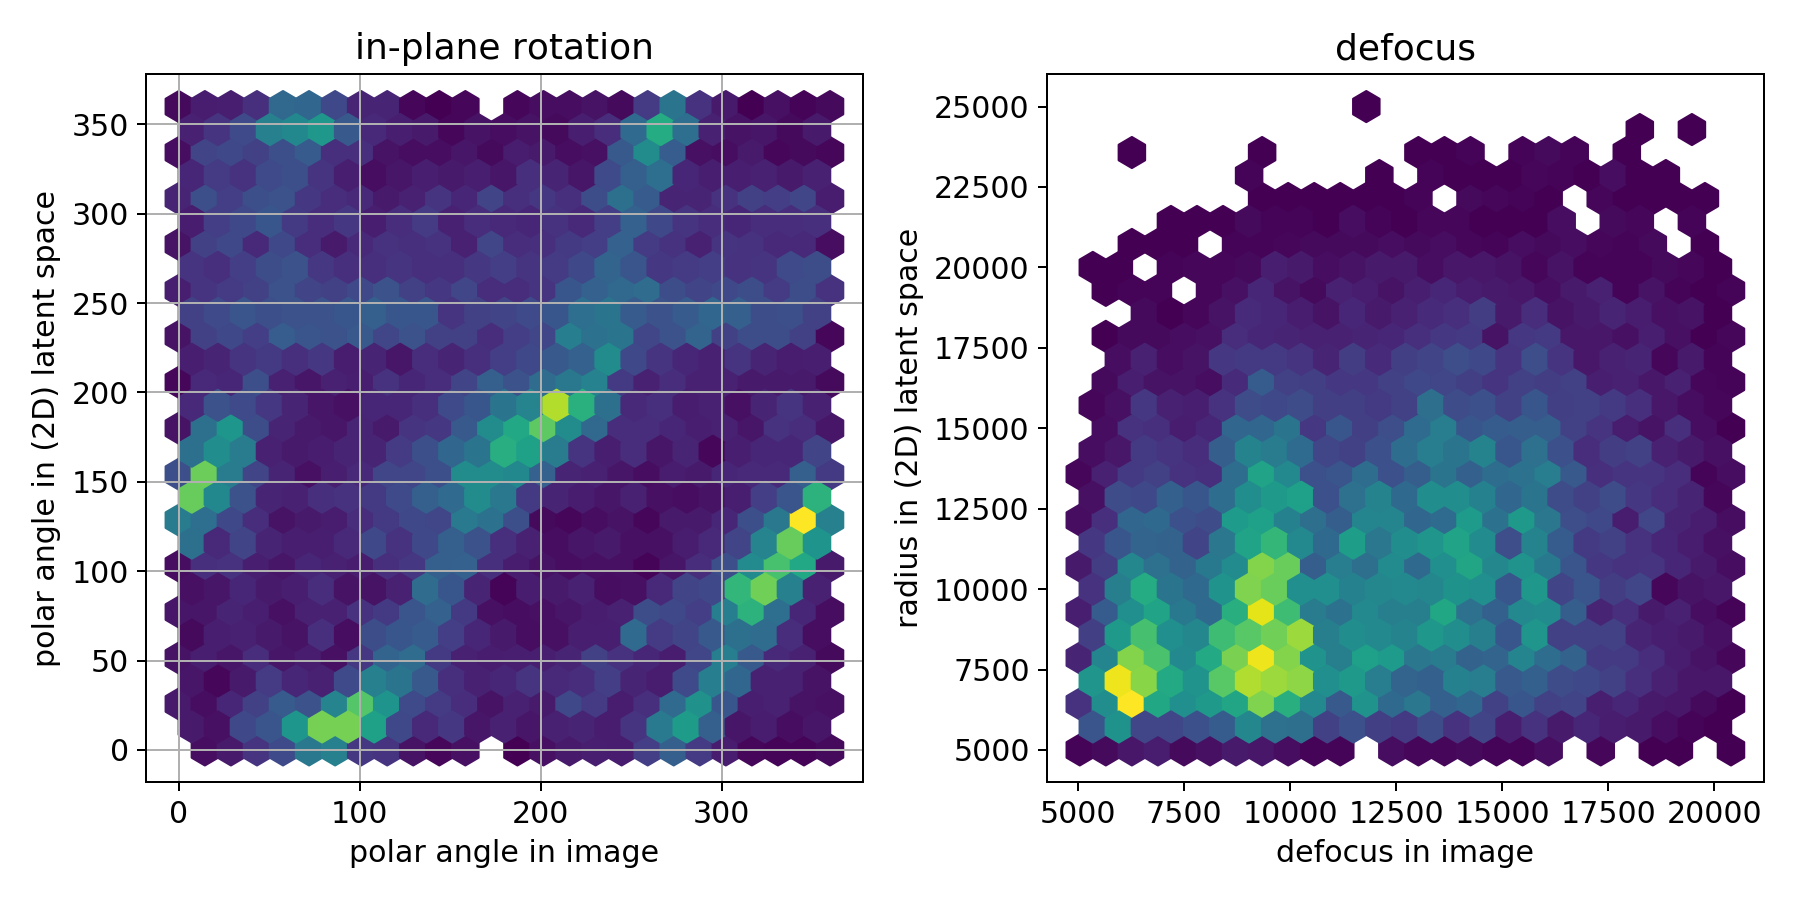 in-plane rotation
polar angle in (2D) latent space
350
300
250
200
150
100
50
0
0 100 200 300
polar angle in image
defocus
radius in (2D) latent space
25000
22500
20000
17500
15000
12500
10000
7500
5000
5000 7500 10000 12500 15000 17500 20000
defocus in image